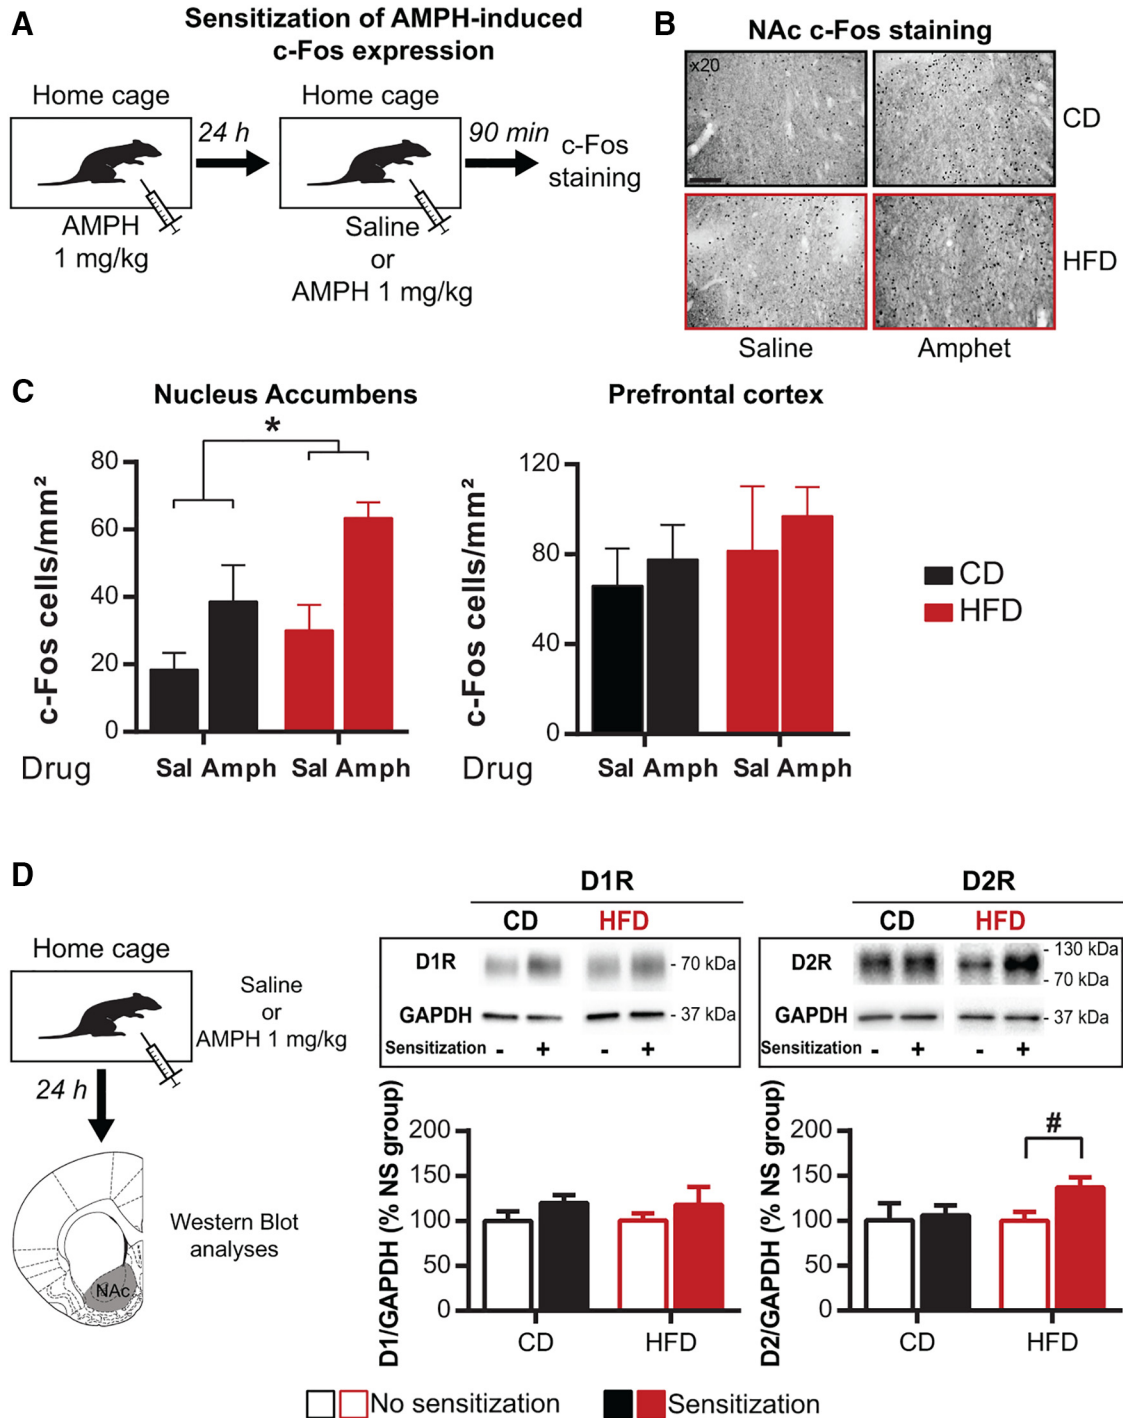 A
Sensitization of AMPH-induced
c-Fos expression
Home cage
24 h
Home cage
90 min
c-Fos
staining
AMPH
1 mg/kg
Saline
or
AMPH 1 mg/kg
B
NAc c-Fos staining
x20
CD
HFD
Saline
Amphet
C
Nucleus Accumbens
*
c-Fos cells/mm²
80
60
40
20
0
Drug
Sal Amph Sal Amph
Prefrontal cortex
c-Fos cells/mm²
120
80
40
0
Drug
Sal Amph Sal Amph
CD
HFD
D
Home cage
Saline
or
AMPH 1 mg/kg
24 h
NAc
Western Blot
analyses
D1R
CD HFD
D1R - 70 kDa
GAPDH - 37 kDa
Sensitization - + - +
D1/GAPDH (% NS group)
200
150
100
50
0
CD HFD
D2R
CD HFD
D2R - 130 kDa
- 70 kDa
GAPDH - 37 kDa
Sensitization - + - +
D2/GAPDH (% NS group)
200
150
100
50
0
#
CD HFD
No sensitization
Sensitization